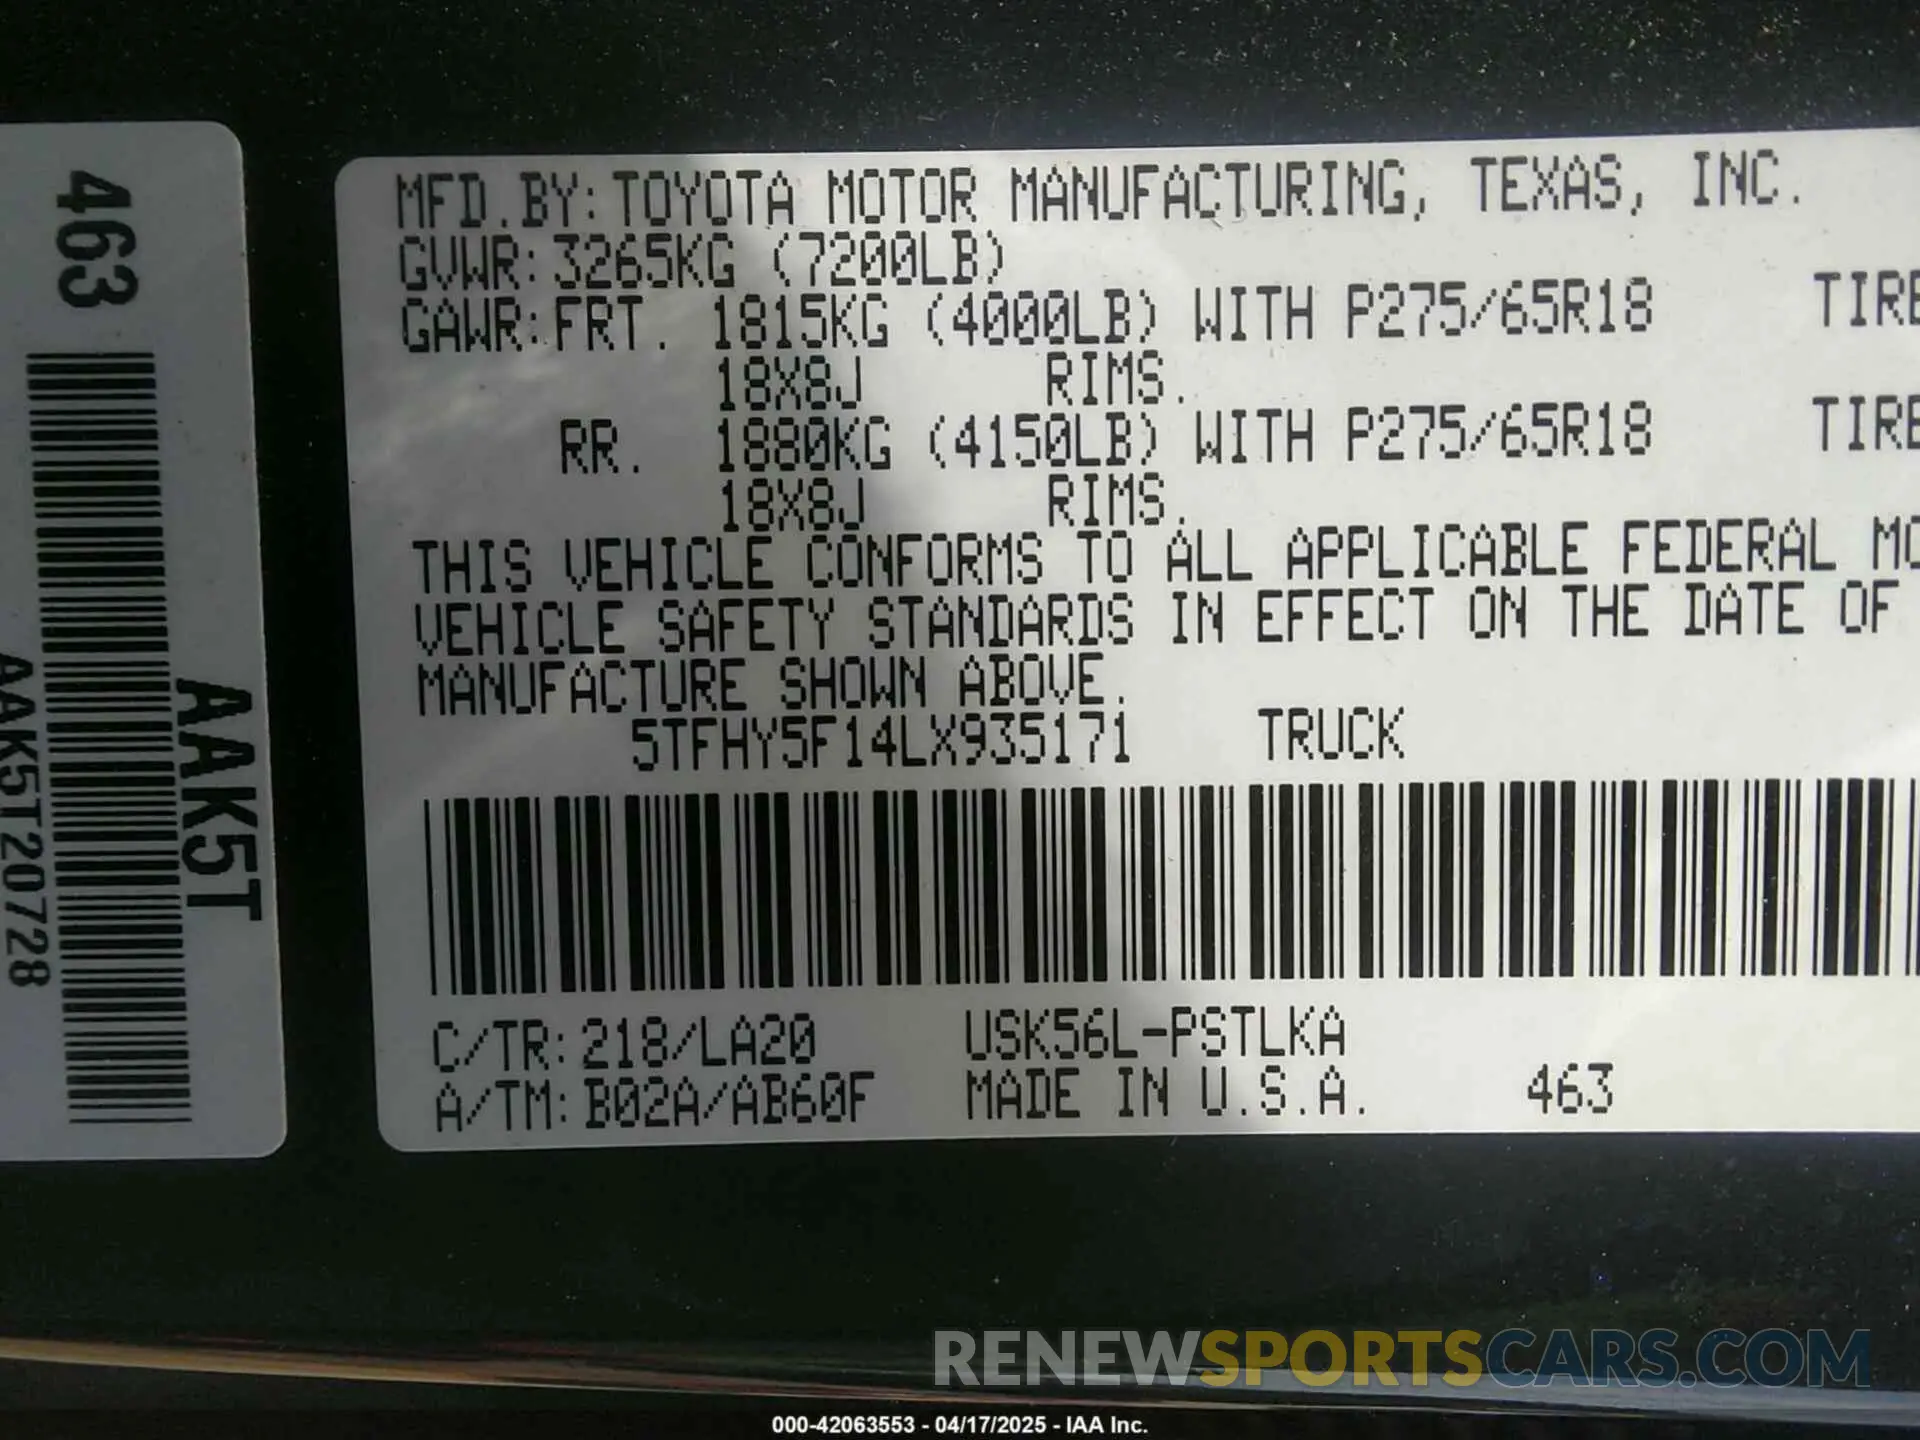 463
AAK5T
AAK5T20728
MFD.BY:TOYOTA MOTOR MANUFACTURING, TEXAS, INC.
GVWR:3265KG (7200LB)
GAWR:FRT. 1815KG (4000LB) WITH P275/65R18 TIRE
18X8J RIMS.
RR. 1880KG (4150LB) WITH P275/65R18 TIRE
18X8J RIMS.
THIS VEHICLE CONFORMS TO ALL APPLICABLE FEDERAL MO
VEHICLE SAFETY STANDARDS IN EFFECT ON THE DATE OF
MANUFACTURE SHOWN ABOVE.
5TFHY5F14LX935171 TRUCK
C/TR:218/LA20 USK56L-PSTLKA
A/TM:B02A/AB60F MADE IN U.S.A. 463
RENEWSPORTSCARS.COM
000-42063553 - 04/17/2025 - IAA Inc.